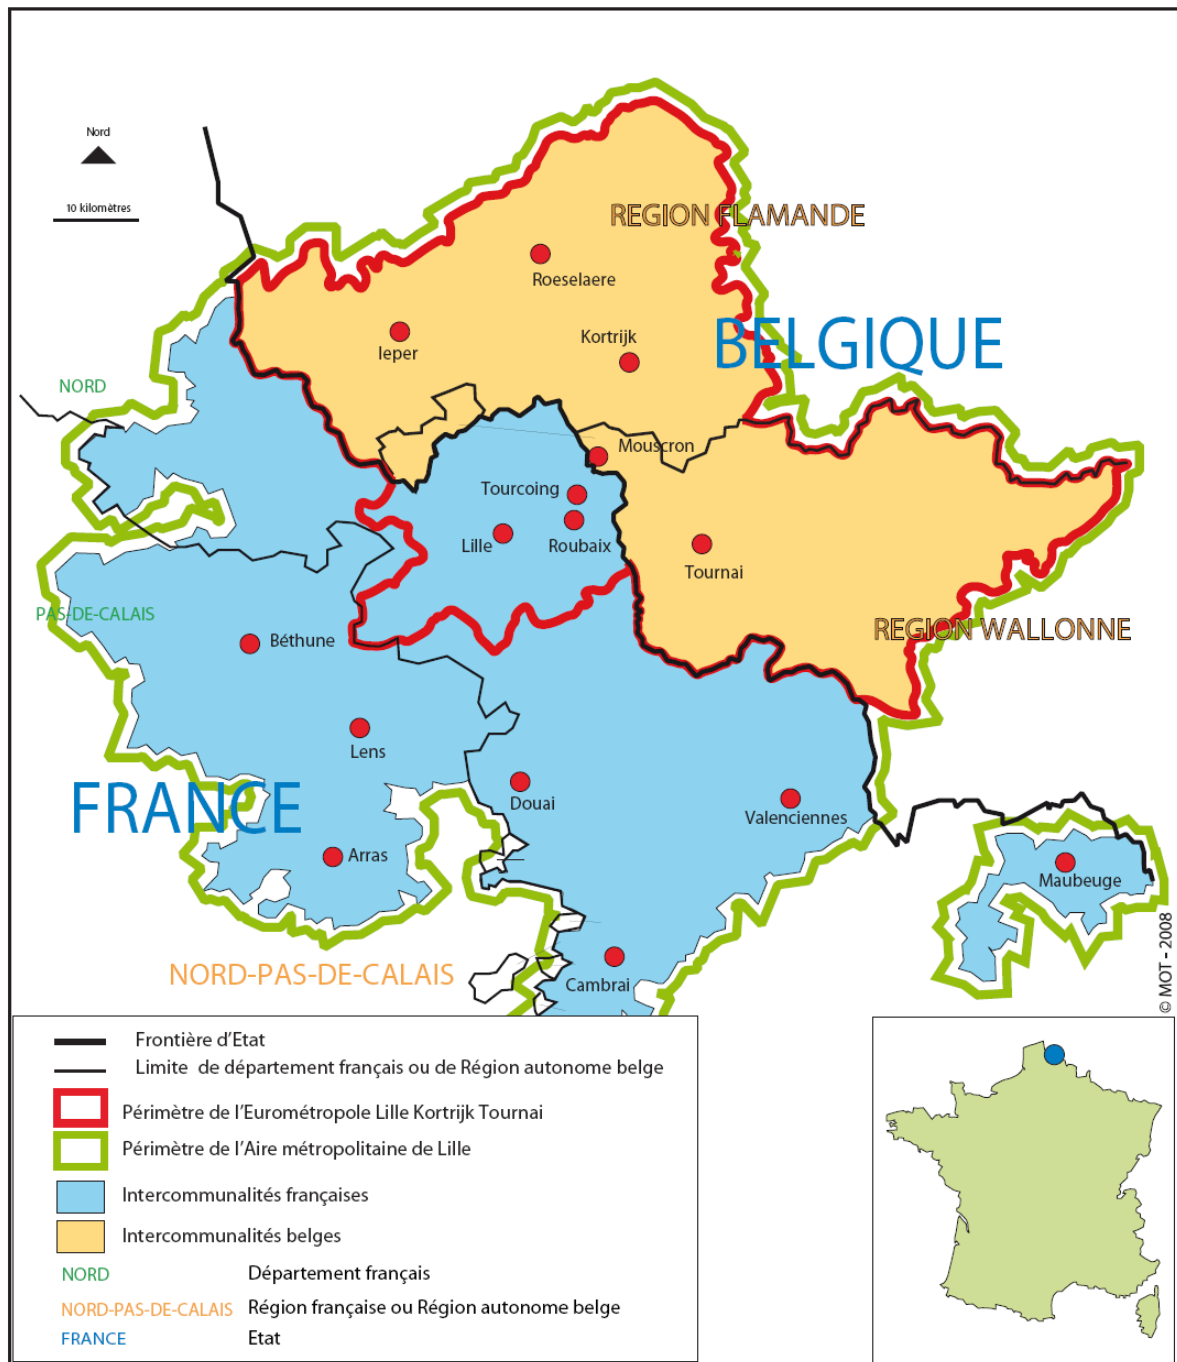 Nord
10 kilomètres
REGION FLAMANDE
Roeselaere
BELGIQUE
Ieper
Kortrijk
NORD
Mouscron
Tourcoing
Lille
Roubaix
Tournai
PAS-DE-CALAIS
Béthune
REGION WALLONNE
Lens
FRANCE
Douai
Valenciennes
Arras
Maubeuge
NORD-PAS-DE-CALAIS
Cambrai
© MOT - 2008
Frontière d'Etat
Limite de département français ou de Région autonome belge
Périmètre de l'Eurométropole Lille Kortrijk Tournai
Périmètre de l'Aire métropolitaine de Lille
Intercommunalités françaises
Intercommunalités belges
NORD Département français
NORD-PAS-DE-CALAIS Région française ou Région autonome belge
FRANCE Etat